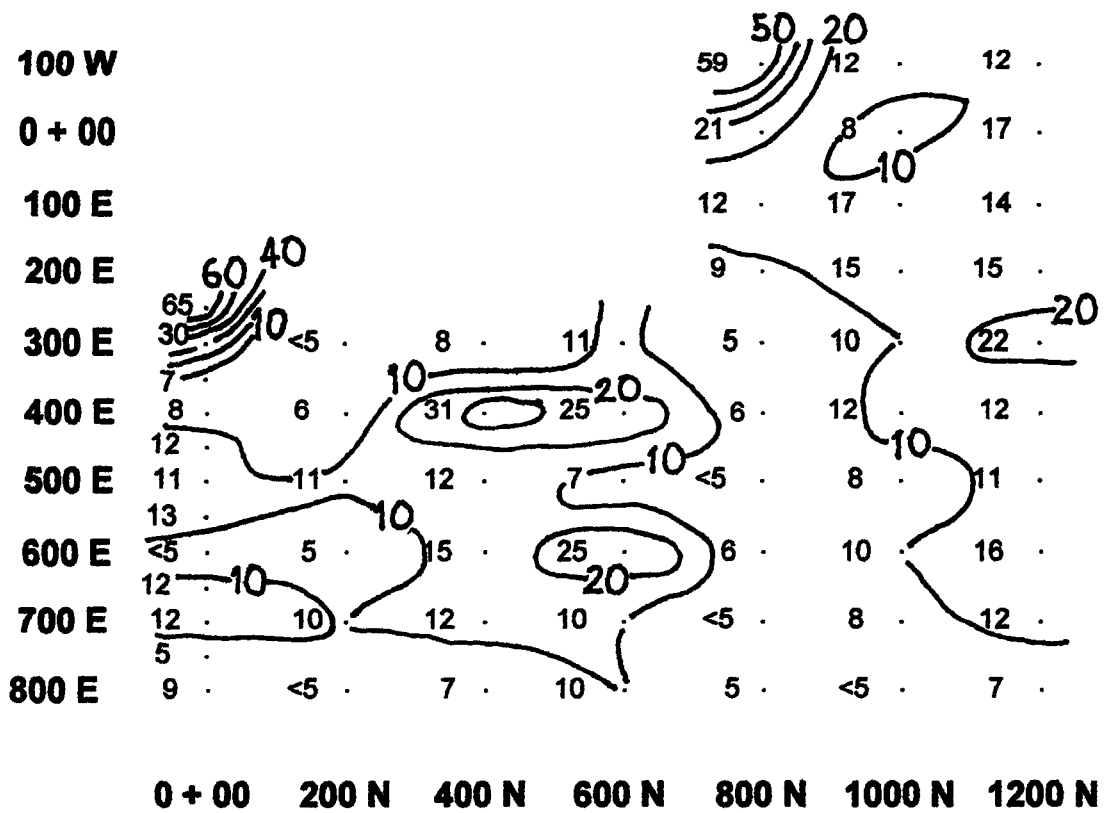 50 20
100 W 59 12 12
0 + 00 21 8 17
10
100 E 12 17 14
40
200 E 60 9 15 15
65
30 10 20
300 E <5 8 11 5 10 22
7 10 20
400 E 8 6 31 25 6 12 12
12 10 10
500 E 11 11 12 7 <5 8 11
13 10
600 E <5 5 15 25 6 10 16
12 10 20
700 E 12 10 12 10 <5 8 12
5
800 E 9 <5 7 10 5 <5 7
0 + 00 200 N 400 N 600 N 800 N 1000 N 1200 N